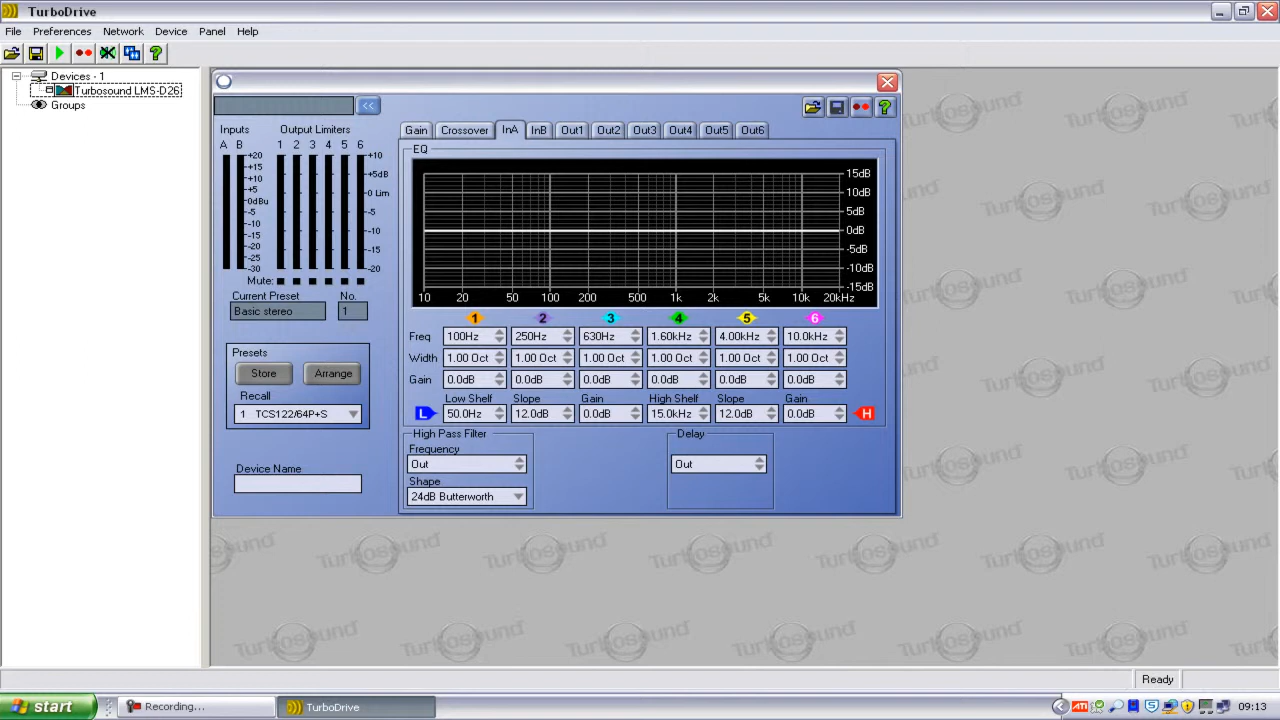 TurboDrive
File Preferences Network Device Panel Help
Devices - 1
Turbosound LMS-D26
Groups
<<
Inputs Output Limiters
A B 1 2 3 4 5 6
+20 +10
+15 +5dB
+10 0 Lim
+5 -5
0dBu -10
-5 -15
-10 -20
-15
-20
-25
-30
Mute:
Current Preset No.
Basic stereo 1
Presets
Store Arrange
Recall
1 TCS122/64P+S
Device Name
Gain Crossover InA InB Out1 Out2 Out3 Out4 Out5 Out6
EQ
15dB
10dB
5dB
0dB
-5dB
-10dB
-15dB
10 20 50 100 200 500 1k 2k 5k 10k 20kHz
1 2 3 4 5 6
Freq 100Hz 250Hz 630Hz 1.60kHz 4.00kHz 10.0kHz
Width 1.00 Oct 1.00 Oct 1.00 Oct 1.00 Oct 1.00 Oct 1.00 Oct
Gain 0.0dB 0.0dB 0.0dB 0.0dB 0.0dB 0.0dB
Low Shelf Slope Gain High Shelf Slope Gain
L 50.0Hz 12.0dB 0.0dB 15.0kHz 12.0dB 0.0dB H
High Pass Filter Delay
Frequency
Out Out
Shape
24dB Butterworth
Turbosound
Ready
start Recording... TurboDrive ATI 09:13